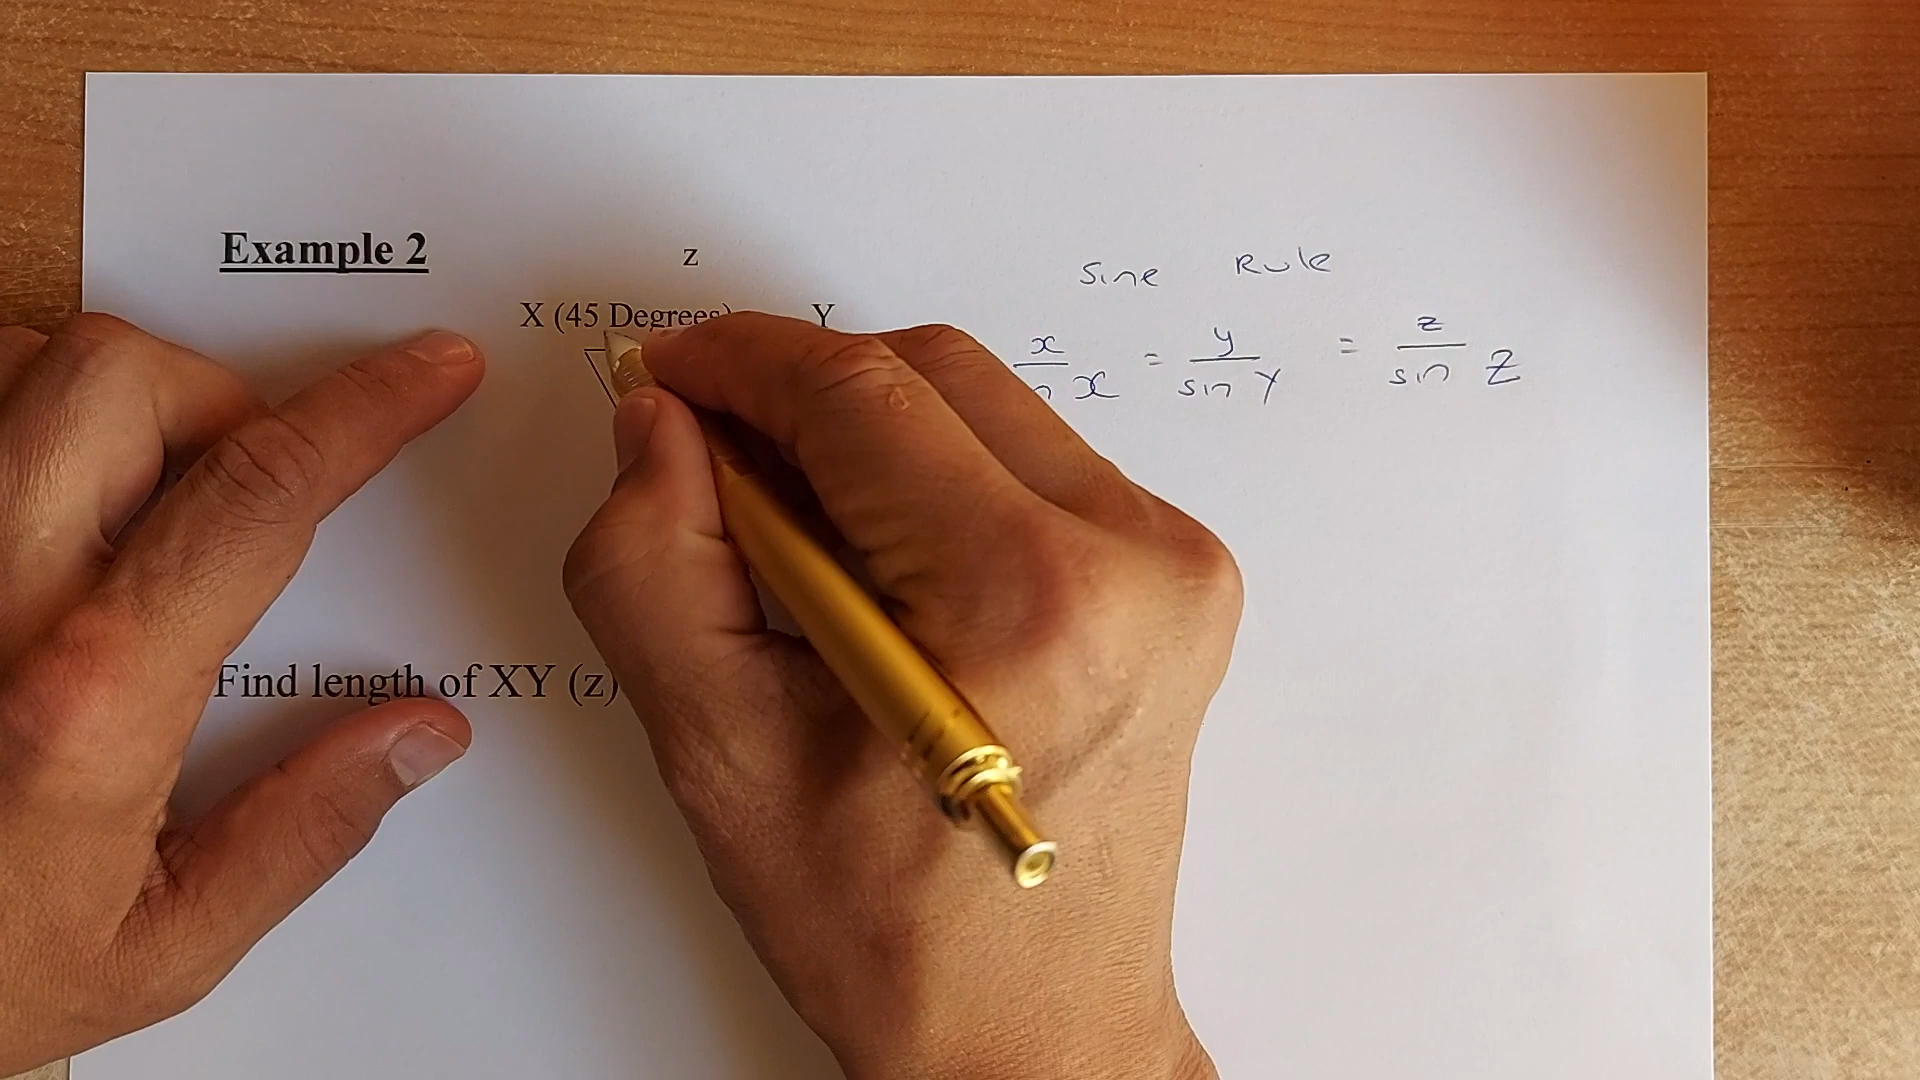 Example 2
z
X (45 Degrees) Y
Find length of XY (z)
Sine Rule
x = y = z
x sin Y sin Z